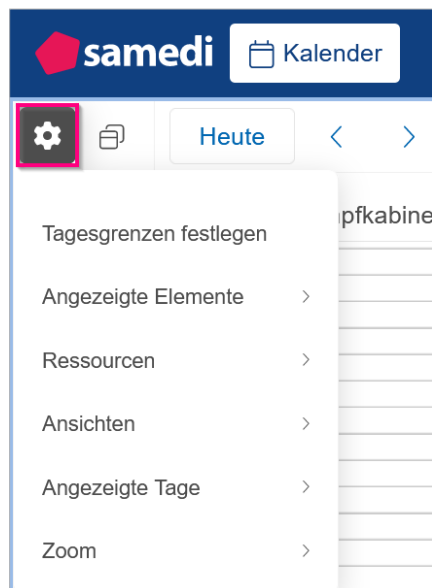 samedi Kalender
Heute
Tagesgrenzen festlegen
Angezeigte Elemente
Ressourcen
Ansichten
Angezeigte Tage
Zoom